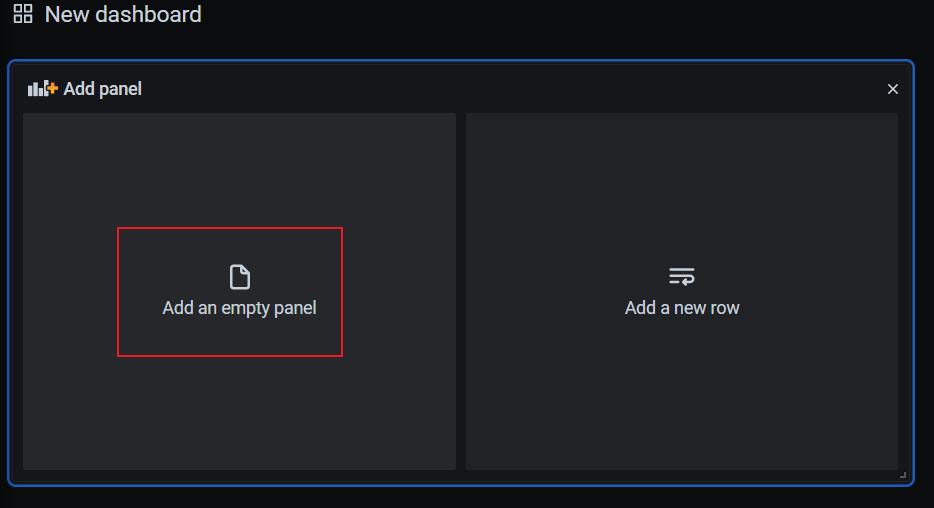 New dashboard
Add panel
Add an empty panel
Add a new row